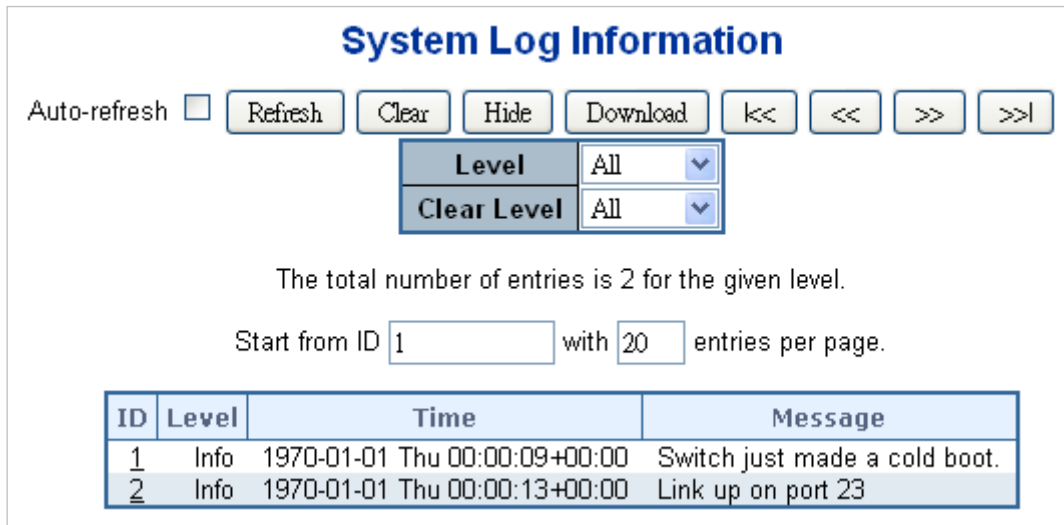 System Log Information
Auto-refresh Refresh Clear Hide Download |<< << >> >>|
Level All
Clear Level All
The total number of entries is 2 for the given level.
Start from ID 1 with 20 entries per page.
ID Level Time Message
1 Info 1970-01-01 Thu 00:00:09+00:00 Switch just made a cold boot.
2 Info 1970-01-01 Thu 00:00:13+00:00 Link up on port 23